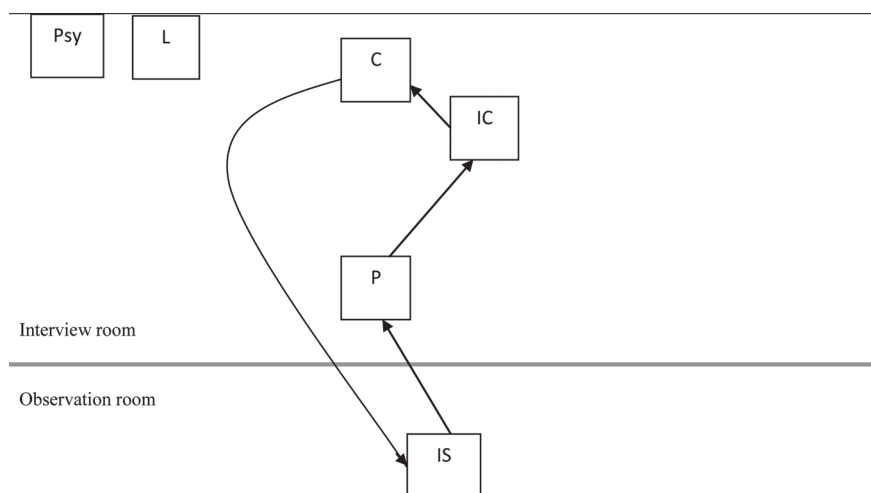 Psy
L
C
IC
P
Interview room
Observation room
IS